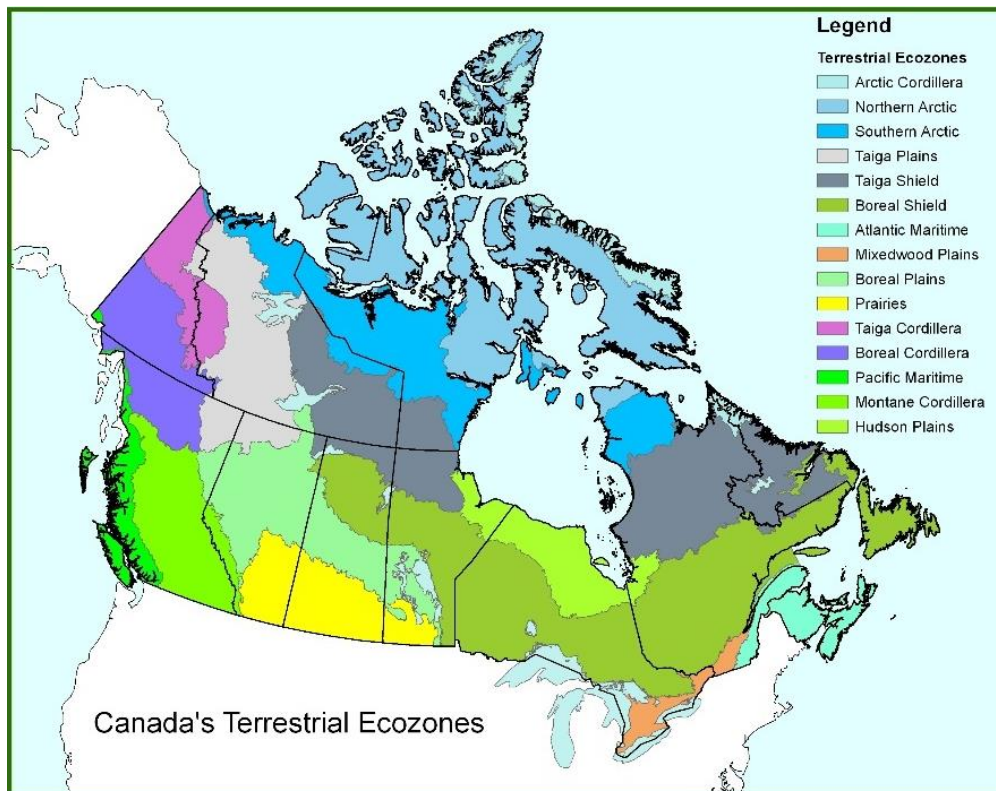 Legend
Terrestrial Ecozones
Arctic Cordillera
Northern Arctic
Southern Arctic
Taiga Plains
Taiga Shield
Boreal Shield
Atlantic Maritime
Mixedwood Plains
Boreal Plains
Prairies
Taiga Cordillera
Boreal Cordillera
Pacific Maritime
Montane Cordillera
Hudson Plains
Canada's Terrestrial Ecozones